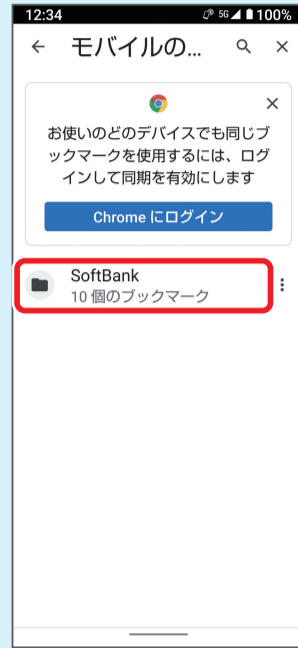 12:34
5G 100%
モバイルの...
お使いのどのデバイスでも同じブ
ックマークを使用するには、ログ
インして同期を有効にします
Chrome にログイン
SoftBank
10 個のブックマーク